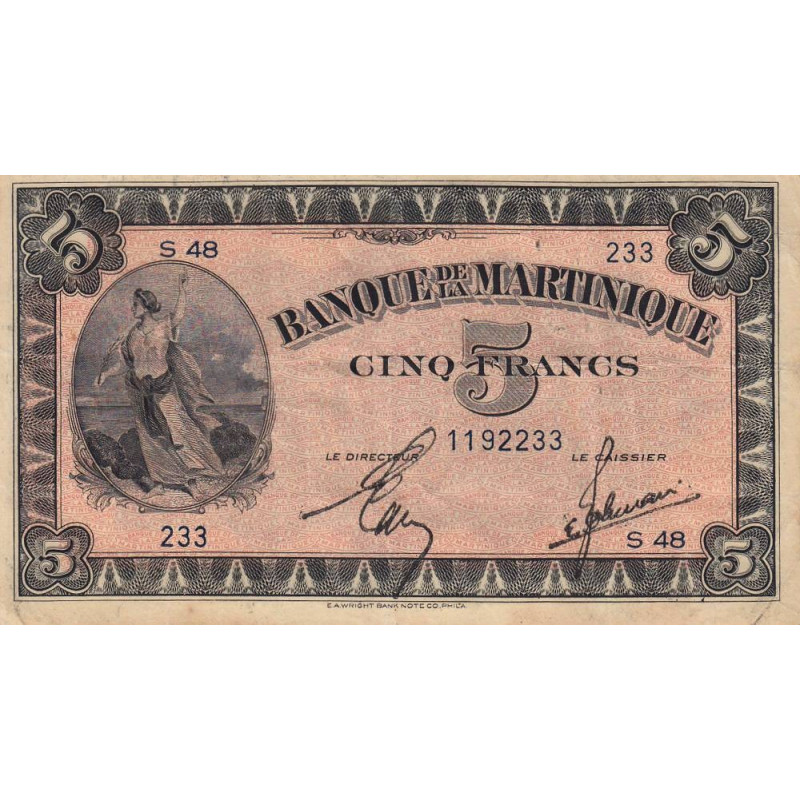 5 5
S 48 233
BANQUE DE LA MARTINIQUE
5
CINQ FRANCS
1192233
LE DIRECTEUR LE CAISSIER
233 S 48
5 5
E.A.WRIGHT BANK NOTE CO. PHILA